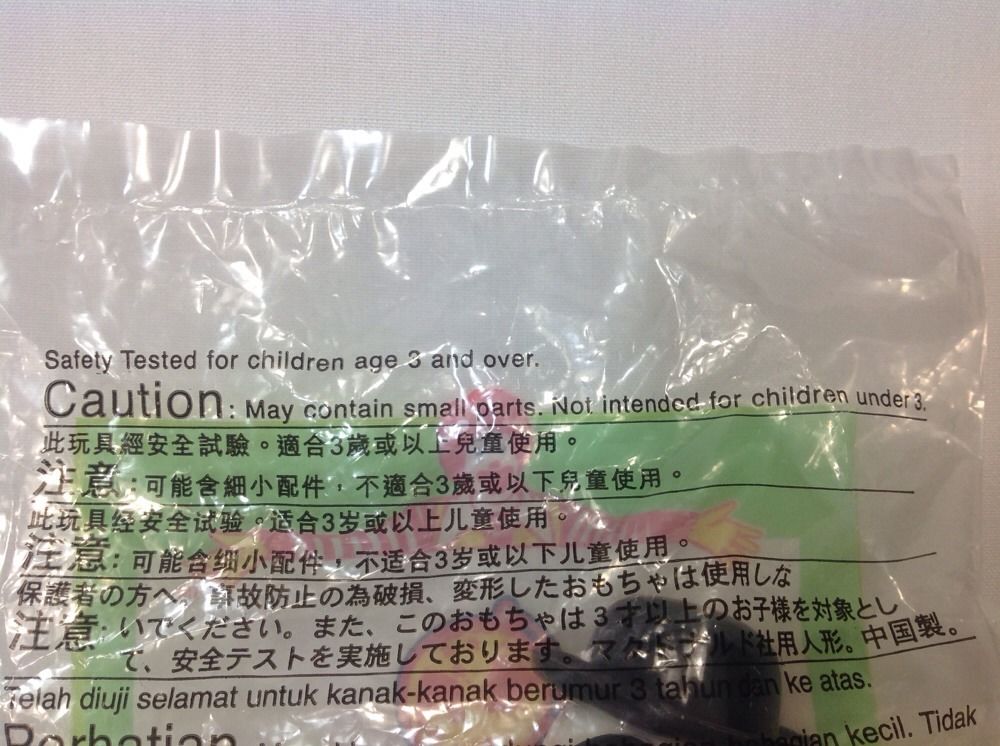 Safety Tested for children age 3 and over.
Caution: May contain small parts. Not intended for children under 3.
此玩具經安全試驗。適合3歲或以上兒童使用。
注意:可能含細小配件,不適合3歲或以下兒童使用。
此玩具经安全试验。适合3岁或以上儿童使用。
注意:可能含细小配件,不适合3岁或以下儿童使用。
保護者の方へ。事故防止の為破損、変形したおもちゃは使用しな
注意:いでください。また、このおもちゃは3才以上のお子様を対象とし
て、安全テストを実施しております。マクドナルド社用人形。中国製。
Telah diuji selamat untuk kanak-kanak berumur 3 tahun dan ke atas.
Perhatian bahagian kecil. Tidak